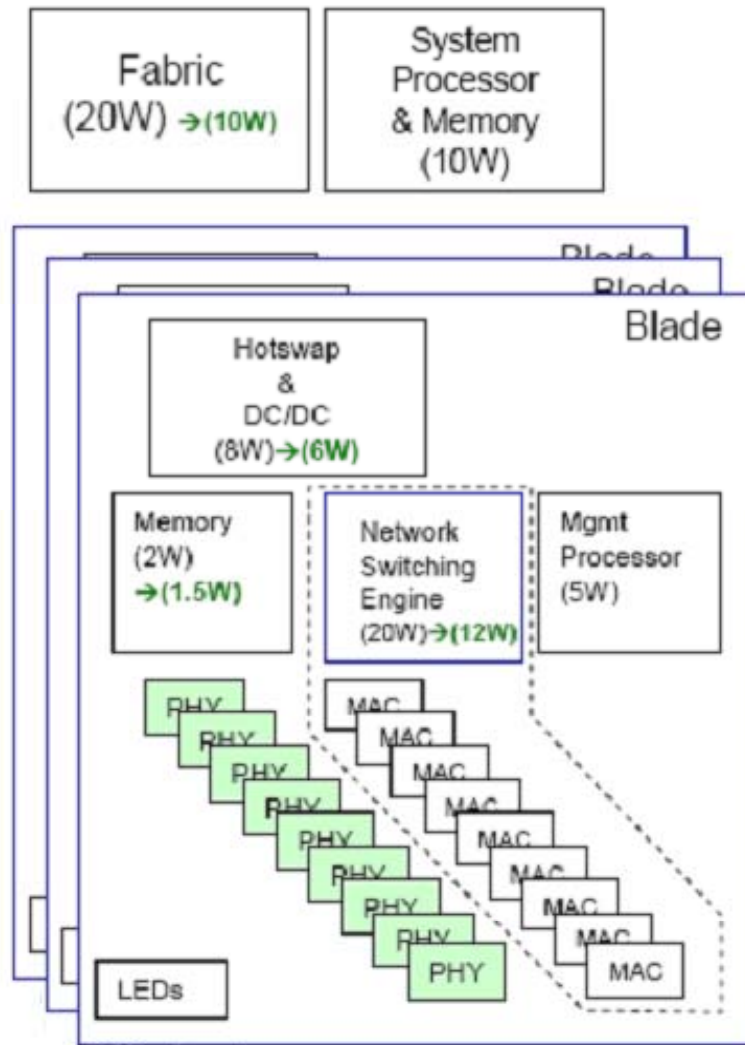 Fabric
(20W) →(10W)
System
Processor
& Memory
(10W)
Blade
Blade
Blade
Hotswap
&
DC/DC
(8W)→(6W)
Memory
(2W)
→(1.5W)
Network
Switching
Engine
(20W)→(12W)
Mgmt
Processor
(5W)
PHY
PHY
PHY
PHY
PHY
PHY
PHY
PHY
PHY
MAC
MAC
MAC
MAC
MAC
MAC
MAC
MAC
MAC
LEDs